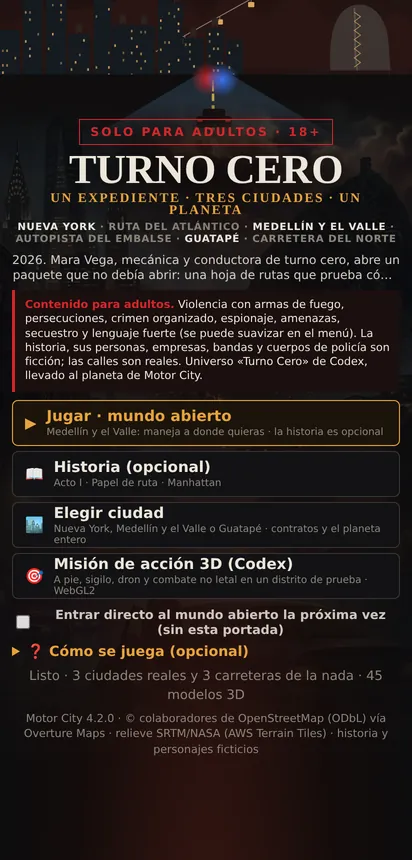 SOLO PARA ADULTOS · 18+
TURNO CERO
UN EXPEDIENTE · TRES CIUDADES · UN
PLANETA
NUEVA YORK · RUTA DEL ATLÁNTICO · MEDELLÍN Y EL VALLE ·
AUTOPISTA DEL EMBALSE · GUATAPÉ · CARRETERA DEL NORTE
2026. Mara Vega, mecánica y conductora de turno cero, abre un
paquete que no debía abrir: una hoja de rutas que prueba có…
Contenido para adultos. Violencia con armas de fuego,
persecuciones, crimen organizado, espionaje, amenazas,
secuestro y lenguaje fuerte (se puede suavizar en el menú). La
historia, sus personas, empresas, bandas y cuerpos de policía son
ficción; las calles son reales. Universo «Turno Cero» de Codex,
llevado al planeta de Motor City.
Jugar · mundo abierto
Medellín y el Valle: maneja a donde quieras · la historia es opcional
Historia (opcional)
Acto I · Papel de ruta · Manhattan
Elegir ciudad
Nueva York, Medellín y el Valle o Guatapé · contratos y el planeta
entero
Misión de acción 3D (Codex)
A pie, sigilo, dron y combate no letal en un distrito de prueba ·
WebGL2
Entrar directo al mundo abierto la próxima vez
(sin esta portada)
❓ Cómo se juega (opcional)
Listo · 3 ciudades reales y 3 carreteras de la nada · 45
modelos 3D
Motor City 4.2.0 · © colaboradores de OpenStreetMap (ODbL) vía
Overture Maps · relieve SRTM/NASA (AWS Terrain Tiles) · historia y
personajes ficticios